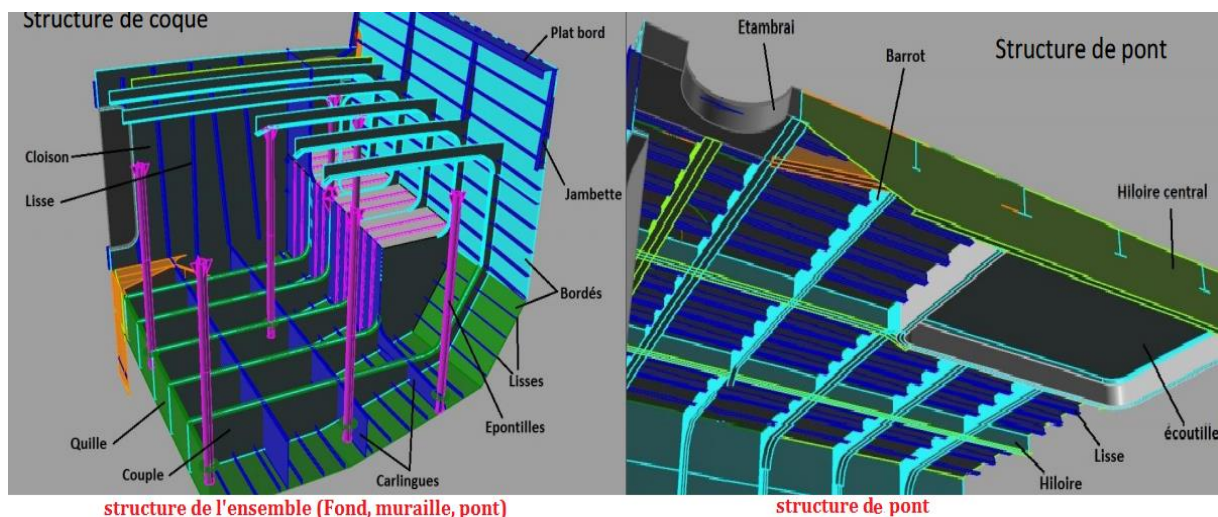 Structure de coque
Plat bord
Cloison
Lisse
Jambette
Bordés
Lisses
Epontilles
Quille
Couple
Carlingues
structure de l'ensemble (Fond, muraille, pont)
Etambrai
Barrot
Structure de pont
Hiloire central
écoutille
Lisse
Hiloire
structure de pont